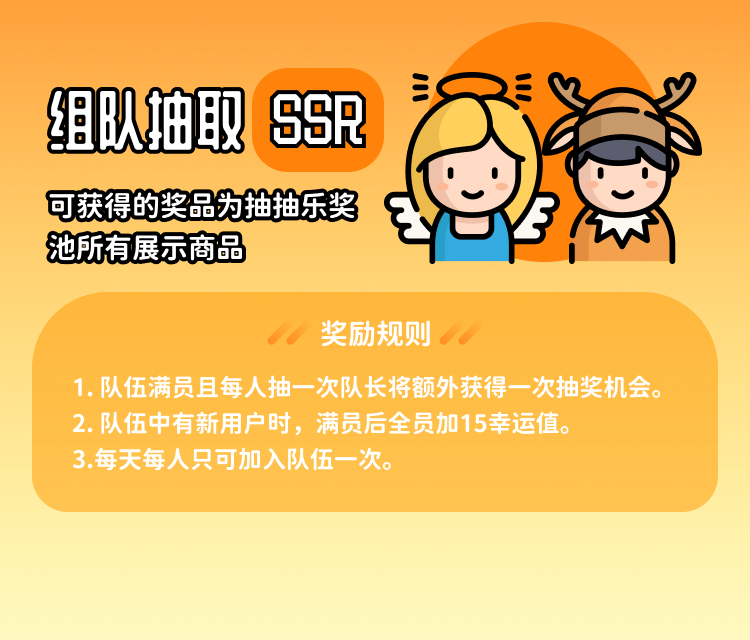 组队抽取 SSR
可获得的奖品为抽抽乐奖
池所有展示商品
奖励规则
1. 队伍满员且每人抽一次队长将额外获得一次抽奖机会。
2. 队伍中有新用户时，满员后全员加15幸运值。
3.每天每人只可加入队伍一次。